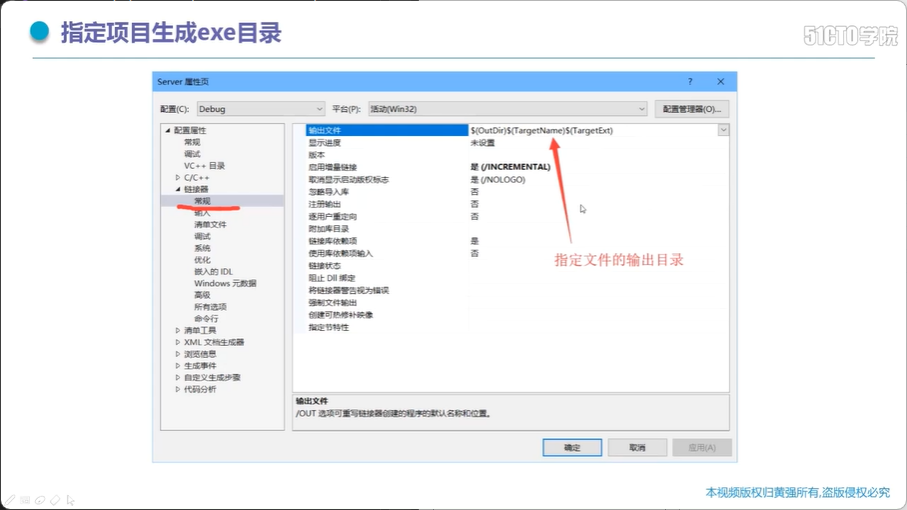 指定项目生成exe目录
51CTO学院
Server 属性页
?
配置(C):
Debug
平台(P):
活动(Win32)
配置管理器(O)...
配置属性
常规
调试
VC++ 目录
C/C++
链接器
常规
输入
清单文件
调试
系统
优化
嵌入的 IDL
Windows 元数据
高级
所有选项
命令行
清单工具
XML 文档生成器
浏览信息
生成事件
自定义生成步骤
代码分析
输出文件 $(OutDir)$(TargetName)$(TargetExt)
显示进度 未设置
版本
启用增量链接 是 (/INCREMENTAL)
取消显示启动版权标志 是 (/NOLOGO)
忽略导入库 否
注册输出 否
逐用户重定向 否
附加库目录
链接库依赖项 是
使用库依赖项输入 否
链接状态
阻止 Dll 绑定
将链接器警告视为错误
强制文件输出
创建可热修补映像
指定节特性
指定文件的输出目录
输出文件
/OUT 选项可重写链接器创建的程序的默认名称和位置。
确定
取消
应用(A)
本视频版权归黄强所有,盗版侵权必究